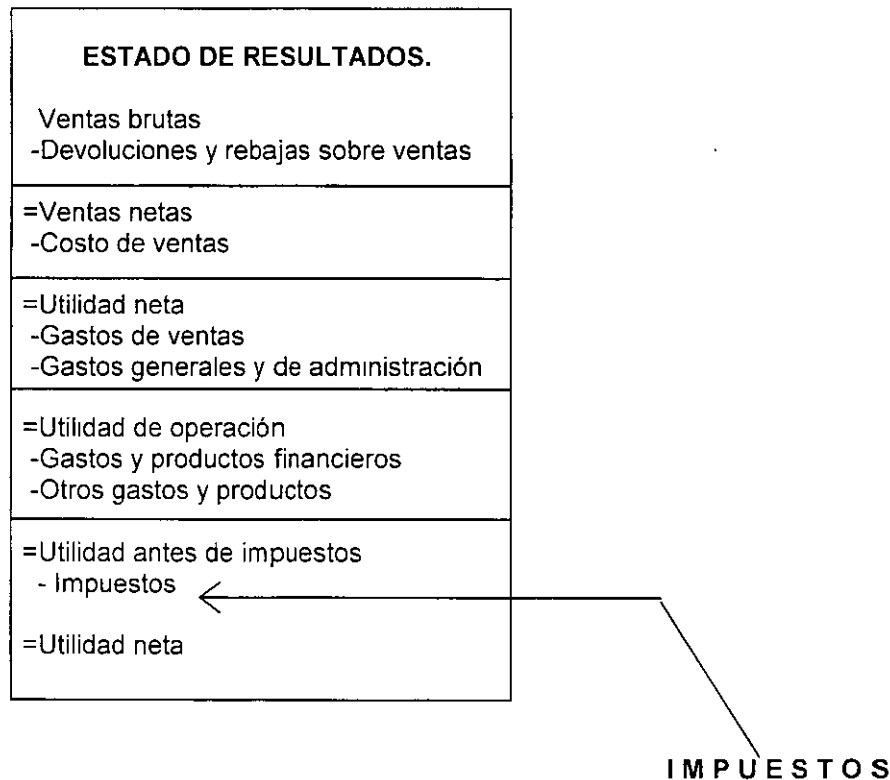 ESTADO DE RESULTADOS.
Ventas brutas
-Devoluciones y rebajas sobre ventas
=Ventas netas
-Costo de ventas
=Utilidad neta
-Gastos de ventas
-Gastos generales y de administración
=Utilidad de operación
-Gastos y productos financieros
-Otros gastos y productos
=Utilidad antes de impuestos
- Impuestos
=Utilidad neta
I M P U E S T O S